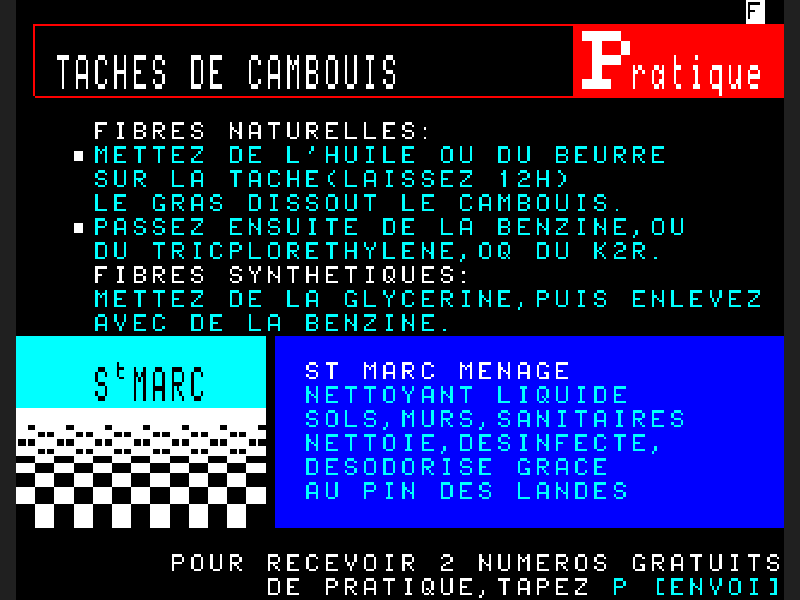 F
TACHES DE CAMBOUIS
Pratique
FIBRES NATURELLES:
METTEZ DE L'HUILE OU DU BEURRE
SUR LA TACHE(LAISSEZ 12H)
LE GRAS DISSOUT LE CAMBOUIS.
PASSEZ ENSUITE DE LA BENZINE,OU
DU TRICPLORETHYLENE,OQ DU K2R.
FIBRES SYNTHETIQUES:
METTEZ DE LA GLYCERINE,PUIS ENLEVEZ
AVEC DE LA BENZINE.
St MARC
ST MARC MENAGE
NETTOYANT LIQUIDE
SOLS,MURS,SANITAIRES
NETTOIE,DESINFECTE,
DESODORISE GRACE
AU PIN DES LANDES
POUR RECEVOIR 2 NUMEROS GRATUITS
DE PRATIQUE,TAPEZ P [ENVOI]